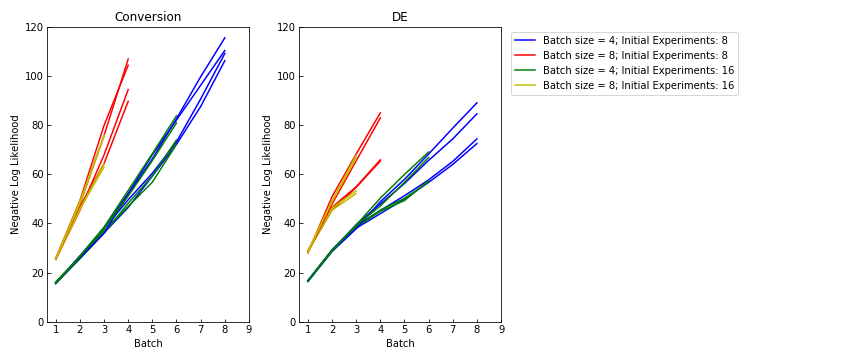 Conversion
DE
Negative Log Likelihood
120
100
80
60
40
20
0
1 2 3 4 5 6 7 8 9
Batch
Negative Log Likelihood
120
100
80
60
40
20
0
1 2 3 4 5 6 7 8 9
Batch
Batch size = 4; Initial Experiments: 8
Batch size = 8; Initial Experiments: 8
Batch size = 4; Initial Experiments: 16
Batch size = 8; Initial Experiments: 16